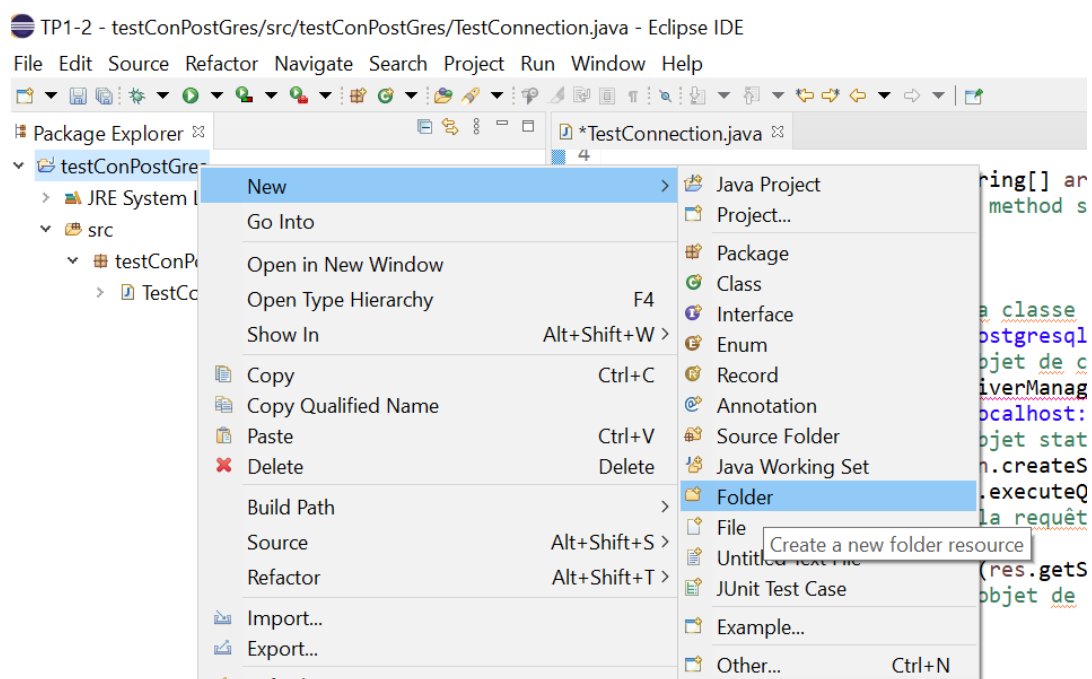 TP1-2 - testConPostGres/src/testConPostGres/TestConnection.java - Eclipse IDE
File Edit Source Refactor Navigate Search Project Run Window Help
Package Explorer
*TestConnection.java
4
testConPostGres
JRE System L
src
testConPo
TestCo
New
Go Into
Open in New Window
Open Type Hierarchy F4
Show In Alt+Shift+W >
Copy Ctrl+C
Copy Qualified Name
Paste Ctrl+V
Delete Delete
Build Path >
Source Alt+Shift+S >
Refactor Alt+Shift+T >
Import...
Export...
Java Project
Project...
Package
Class
Interface
Enum
Record
Annotation
Source Folder
Java Working Set
Folder
File
Create a new folder resource
Untitled Text File
JUnit Test Case
Example...
Other... Ctrl+N
ring[] ar
method s
a classe
ostgresql
bjet de c
iverManag
ocalhost:
bjet stat
n.createS
.executeQ
la requêt
(res.getS
objet de